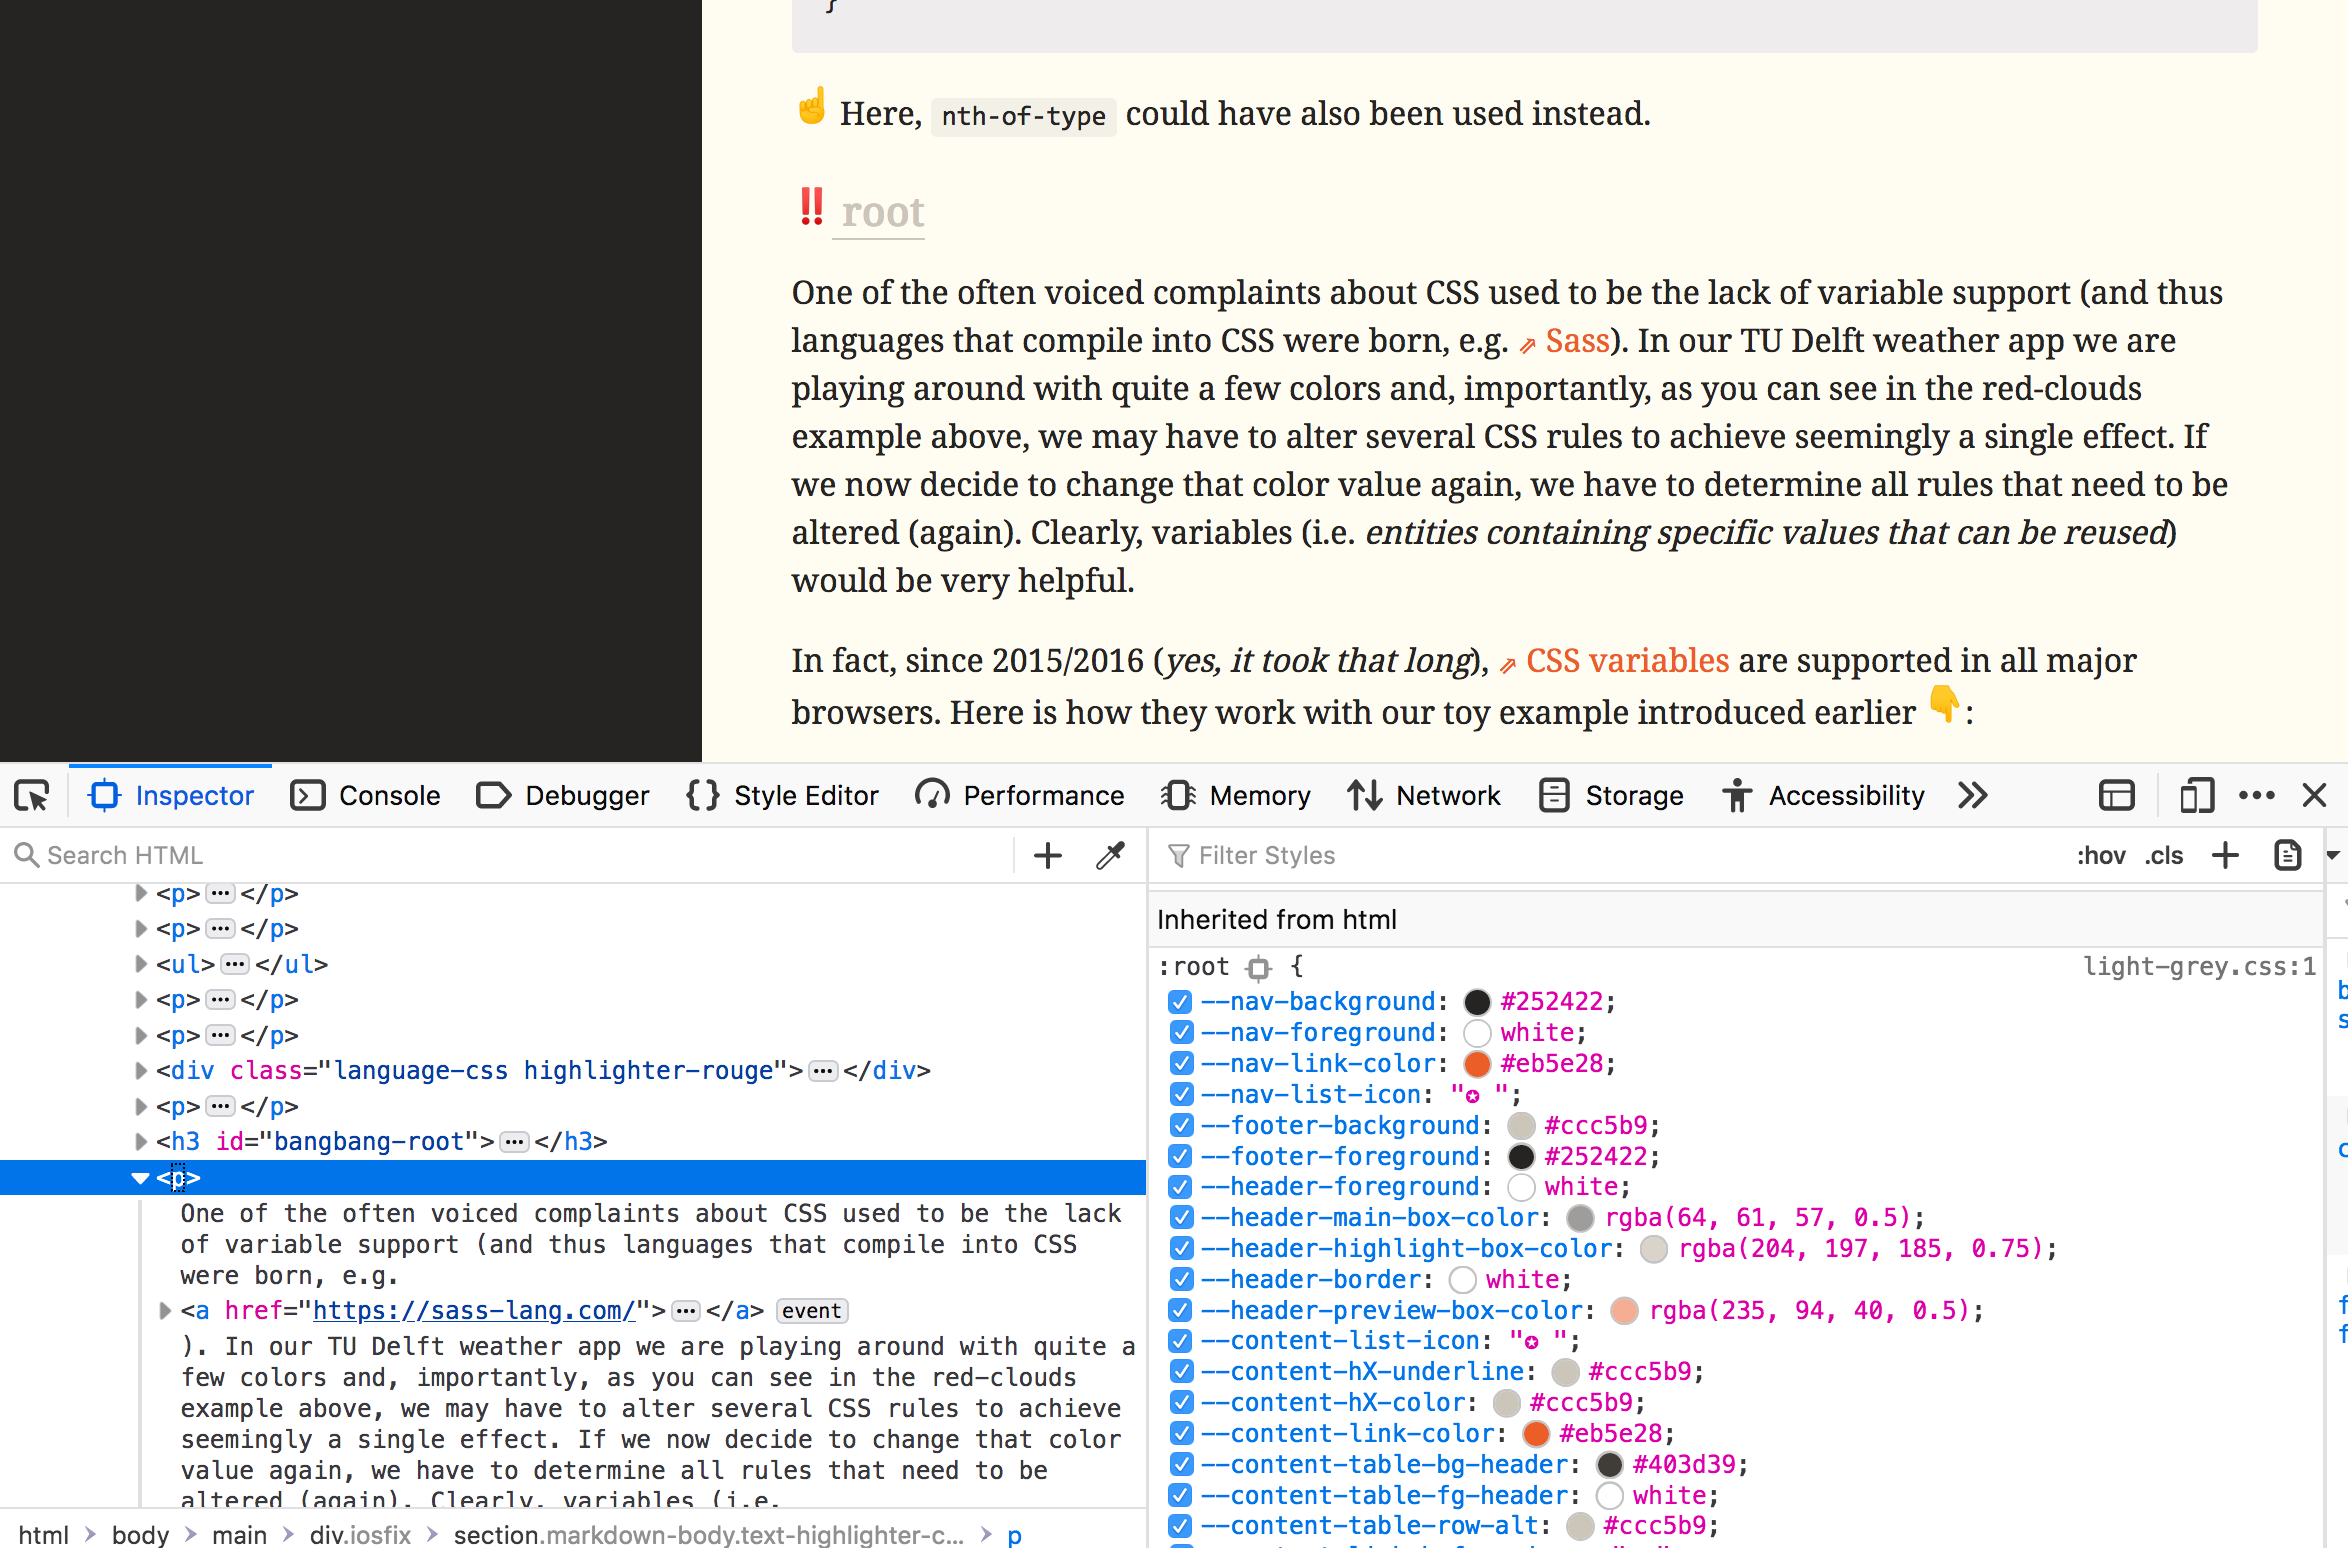 }
☝ Here, nth-of-type could have also been used instead.
‼ root
One of the often voiced complaints about CSS used to be the lack of variable support (and thus
languages that compile into CSS were born, e.g. ⇗ Sass). In our TU Delft weather app we are
playing around with quite a few colors and, importantly, as you can see in the red-clouds
example above, we may have to alter several CSS rules to achieve seemingly a single effect. If
we now decide to change that color value again, we have to determine all rules that need to be
altered (again). Clearly, variables (i.e. entities containing specific values that can be reused)
would be very helpful.
In fact, since 2015/2016 (yes, it took that long), ⇗ CSS variables are supported in all major
browsers. Here is how they work with our toy example introduced earlier 👇:
Inspector Console Debugger Style Editor Performance Memory Network Storage Accessibility
Search HTML
<p>···</p>
<p>···</p>
<ul>···</ul>
<p>···</p>
<p>···</p>
<div class="language-css highlighter-rouge">···</div>
<p>···</p>
<h3 id="bangbang-root">···</h3>
<p>
One of the often voiced complaints about CSS used to be the lack
of variable support (and thus languages that compile into CSS
were born, e.g.
<a href="https://sass-lang.com/">···</a> event
). In our TU Delft weather app we are playing around with quite a
few colors and, importantly, as you can see in the red-clouds
example above, we may have to alter several CSS rules to achieve
seemingly a single effect. If we now decide to change that color
value again, we have to determine all rules that need to be
altered (again). Clearly, variables (i.e.
html > body > main > div.iosfix > section.markdown-body.text-highlighter-c... > p
Filter Styles :hov .cls
Inherited from html
:root { light-grey.css:1
--nav-background: #252422;
--nav-foreground: white;
--nav-link-color: #eb5e28;
--nav-list-icon: "✪ ";
--footer-background: #ccc5b9;
--footer-foreground: #252422;
--header-foreground: white;
--header-main-box-color: rgba(64, 61, 57, 0.5);
--header-highlight-box-color: rgba(204, 197, 185, 0.75);
--header-border: white;
--header-preview-box-color: rgba(235, 94, 40, 0.5);
--content-list-icon: "✪ ";
--content-hX-underline: #ccc5b9;
--content-hX-color: #ccc5b9;
--content-link-color: #eb5e28;
--content-table-bg-header: #403d39;
--content-table-fg-header: white;
--content-table-row-alt: #ccc5b9;